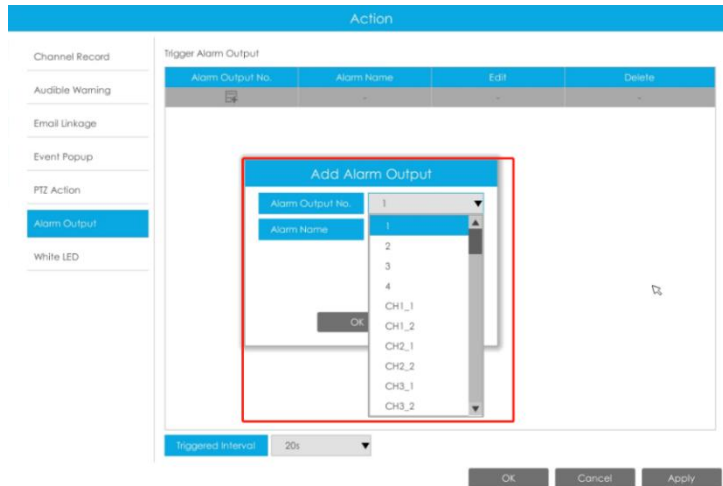 Action
Channel Record
Audible Warning
Email Linkage
Event Popup
PTZ Action
Alarm Output
White LED
Trigger Alarm Output
Alarm Output No. Alarm Name Edit Delete
- - -
Add Alarm Output
Alarm Output No. 1
Alarm Name
1
2
3
4
CH1_1
CH1_2
CH2_1
CH2_2
CH3_1
CH3_2
OK
Triggered Interval 20s
OK Cancel Apply